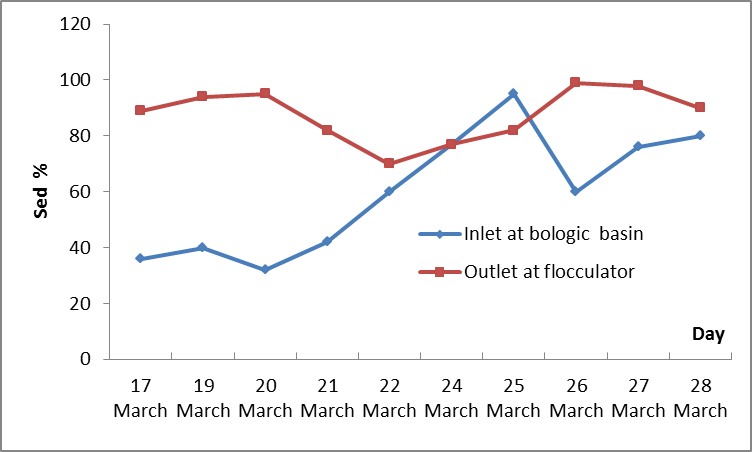 120
100
80
60
40
20
0
Sed %
Inlet at bologic basin
Outlet at flocculator
Day
17 19 20 21 22 24 25 26 27 28
March March March March March March March March March March